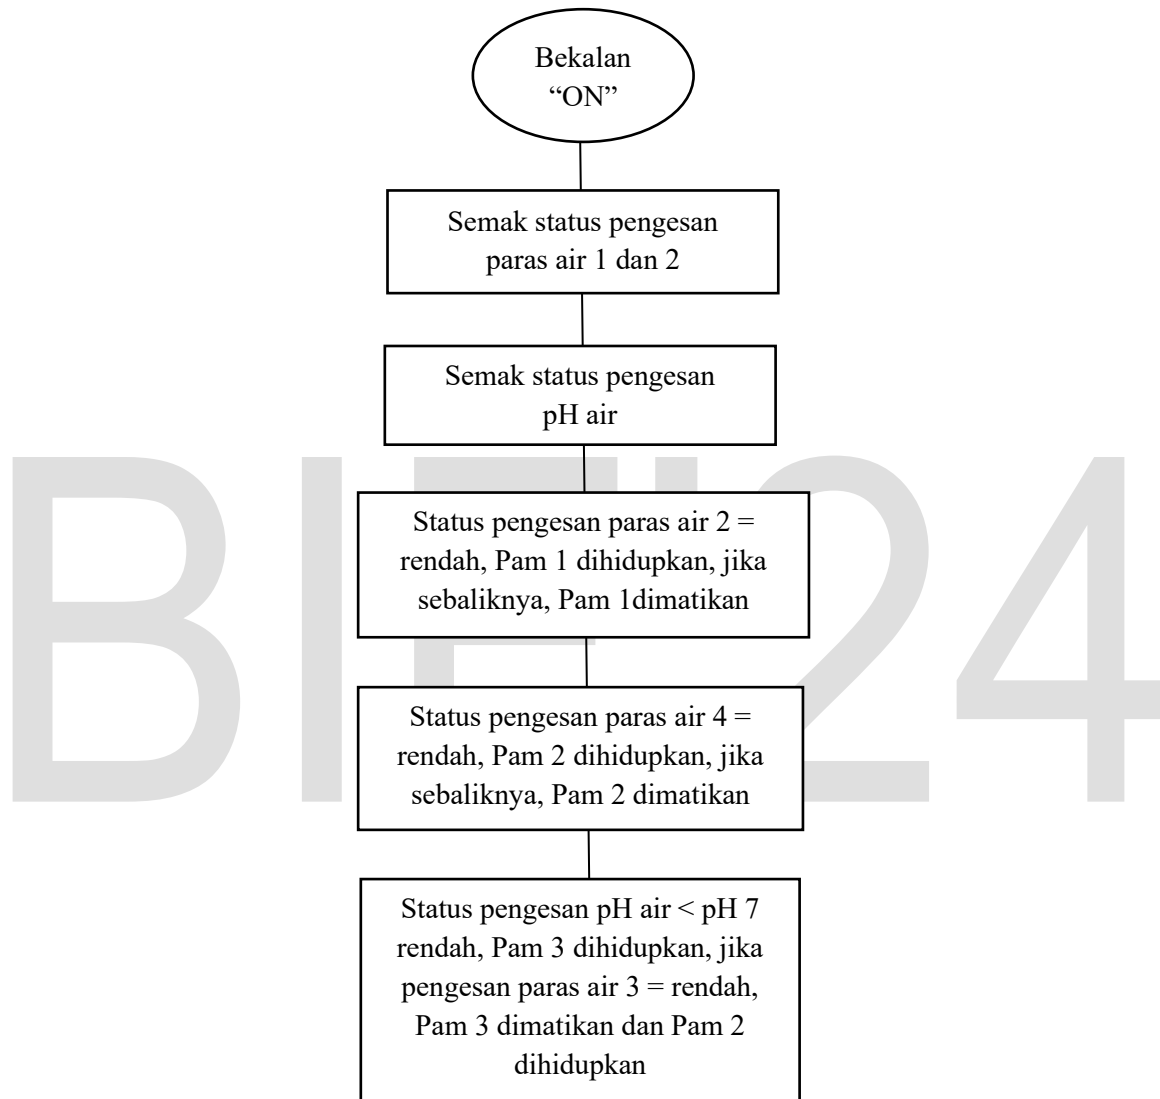 Bekalan
“ON”
Semak status pengesan
paras air 1 dan 2
Semak status pengesan
pH air
Status pengesan paras air 2 =
rendah, Pam 1 dihidupkan, jika
sebaliknya, Pam 1dimatikan
Status pengesan paras air 4 =
rendah, Pam 2 dihidupkan, jika
sebaliknya, Pam 2 dimatikan
Status pengesan pH air < pH 7
rendah, Pam 3 dihidupkan, jika
pengesan paras air 3 = rendah,
Pam 3 dimatikan dan Pam 2
dihidupkan